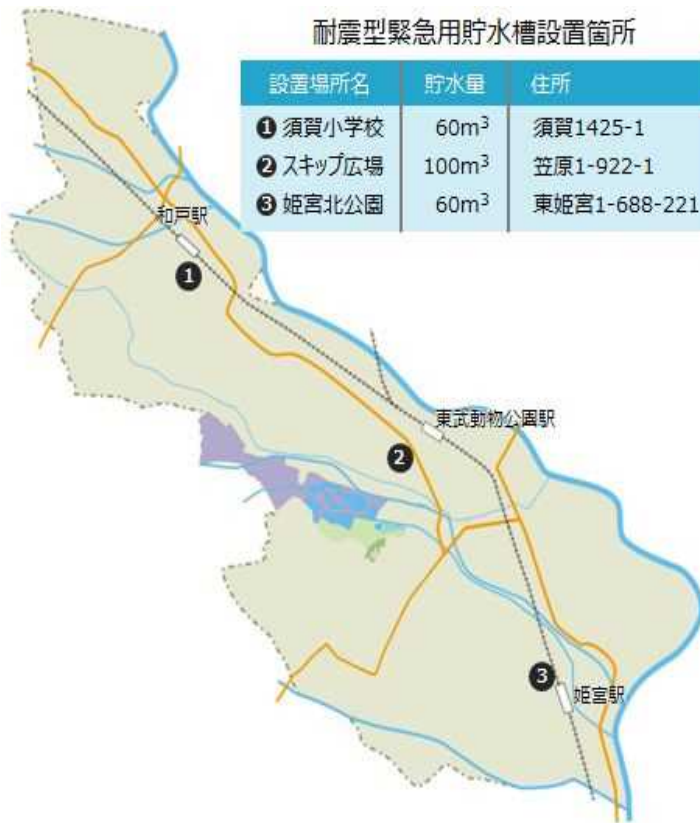 耐震型緊急用貯水槽設置箇所
設置場所名 貯水量 住所
❶ 須賀小学校 60m³ 須賀1425-1
❷ スキップ広場 100m³ 笠原1-922-1
❸ 姫宮北公園 60m³ 東姫宮1-688-221
和戸駅
❶
東武動物公園駅
❷
❸
姫宮駅